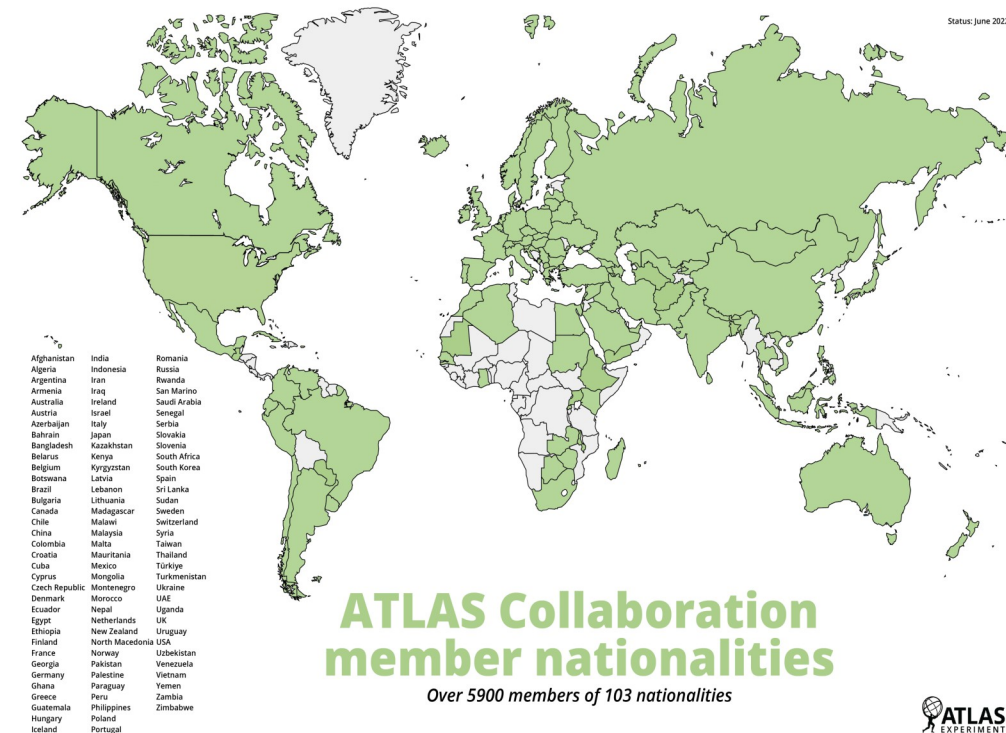 Status: June 202
Afghanistan
Algeria
Argentina
Armenia
Australia
Austria
Azerbaijan
Bahrain
Bangladesh
Belarus
Belgium
Botswana
Brazil
Bulgaria
Canada
Chile
China
Colombia
Croatia
Cuba
Cyprus
Czech Republic
Denmark
Ecuador
Egypt
Ethiopia
Finland
France
Georgia
Germany
Ghana
Greece
Guatemala
Hungary
Iceland
India
Indonesia
Iran
Iraq
Ireland
Israel
Italy
Japan
Kazakhstan
Kenya
Kyrgyzstan
Latvia
Lebanon
Lithuania
Madagascar
Malawi
Malaysia
Malta
Mauritania
Mexico
Mongolia
Montenegro
Morocco
Nepal
Netherlands
New Zealand
North Macedonia
Norway
Pakistan
Palestine
Paraguay
Peru
Philippines
Poland
Portugal
Romania
Russia
Rwanda
San Marino
Saudi Arabia
Senegal
Serbia
Slovakia
Slovenia
South Africa
South Korea
Spain
Sri Lanka
Sudan
Sweden
Switzerland
Syria
Taiwan
Thailand
Türkiye
Turkmenistan
Ukraine
UAE
Uganda
UK
Uruguay
USA
Uzbekistan
Venezuela
Vietnam
Yemen
Zambia
Zimbabwe
ATLAS Collaboration
member nationalities
Over 5900 members of 103 nationalities
ATLAS
EXPERIMENT